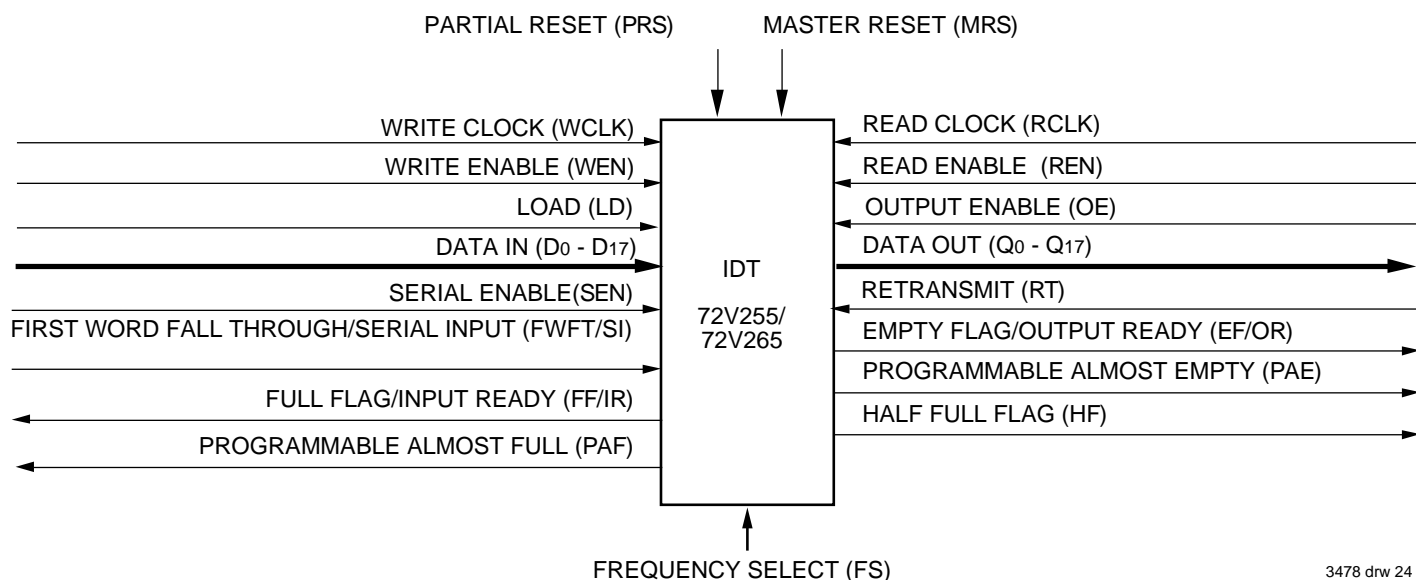 PARTIAL RESET (PRS)
MASTER RESET (MRS)
WRITE CLOCK (WCLK)
WRITE ENABLE (WEN)
LOAD (LD)
DATA IN (D0 - D17)
SERIAL ENABLE(SEN)
FIRST WORD FALL THROUGH/SERIAL INPUT (FWFT/SI)
FULL FLAG/INPUT READY (FF/IR)
PROGRAMMABLE ALMOST FULL (PAF)
IDT
72V255/
72V265
READ CLOCK (RCLK)
READ ENABLE (REN)
OUTPUT ENABLE (OE)
DATA OUT (Q0 - Q17)
RETRANSMIT (RT)
EMPTY FLAG/OUTPUT READY (EF/OR)
PROGRAMMABLE ALMOST EMPTY (PAE)
HALF FULL FLAG (HF)
FREQUENCY SELECT (FS)
3478 drw 24